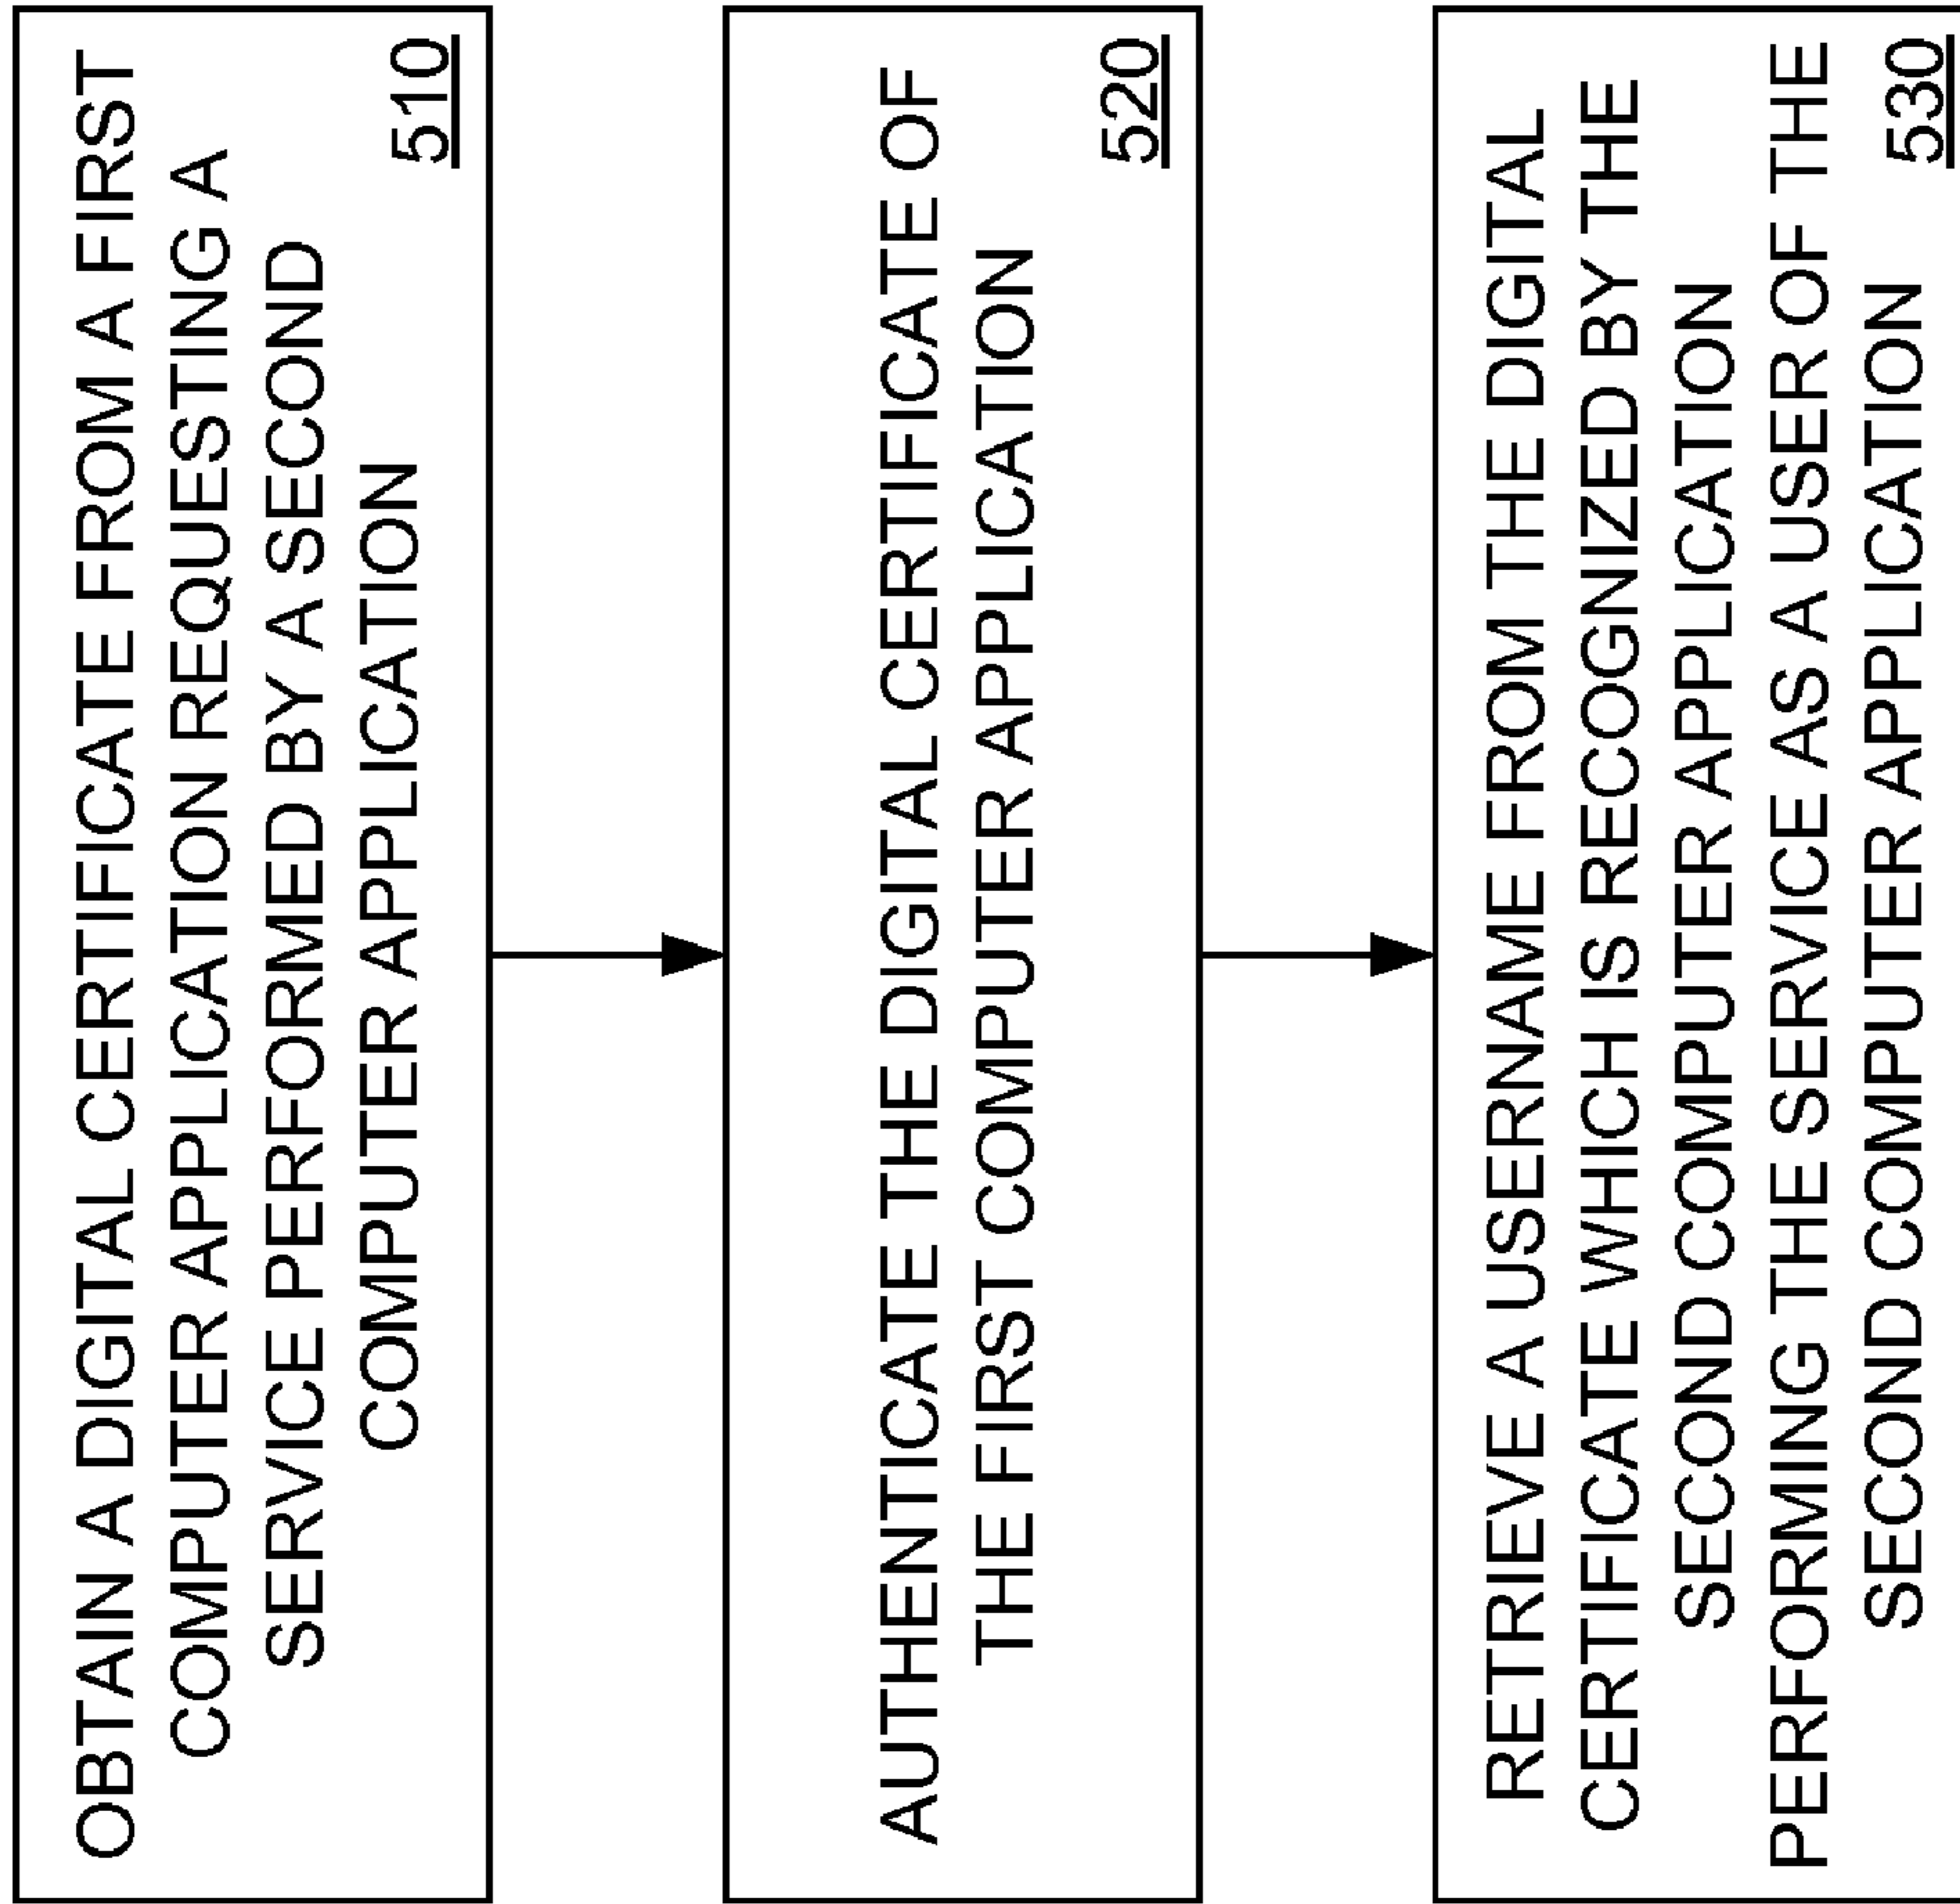 OBTAIN A DIGITAL CERTIFICATE FROM A FIRST
COMPUTER APPLICATION REQUESTING A
SERVICE PERFORMED BY A SECOND
COMPUTER APPLICATION
510
AUTHENTICATE THE DIGITAL CERTIFICATE OF
THE FIRST COMPUTER APPLICATION
520
RETRIEVE A USERNAME FROM THE DIGITAL
CERTIFICATE WHICH IS RECOGNIZED BY THE
SECOND COMPUTER APPLICATION
PERFORMING THE SERVICE AS A USER OF THE
SECOND COMPUTER APPLICATION
530